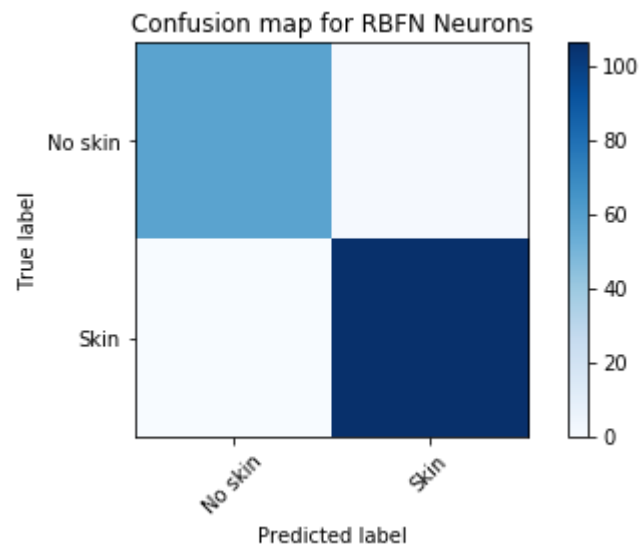 Confusion map for RBFN Neurons
True label
No skin
Skin
No skin
Skin
Predicted label
100
80
60
40
20
0